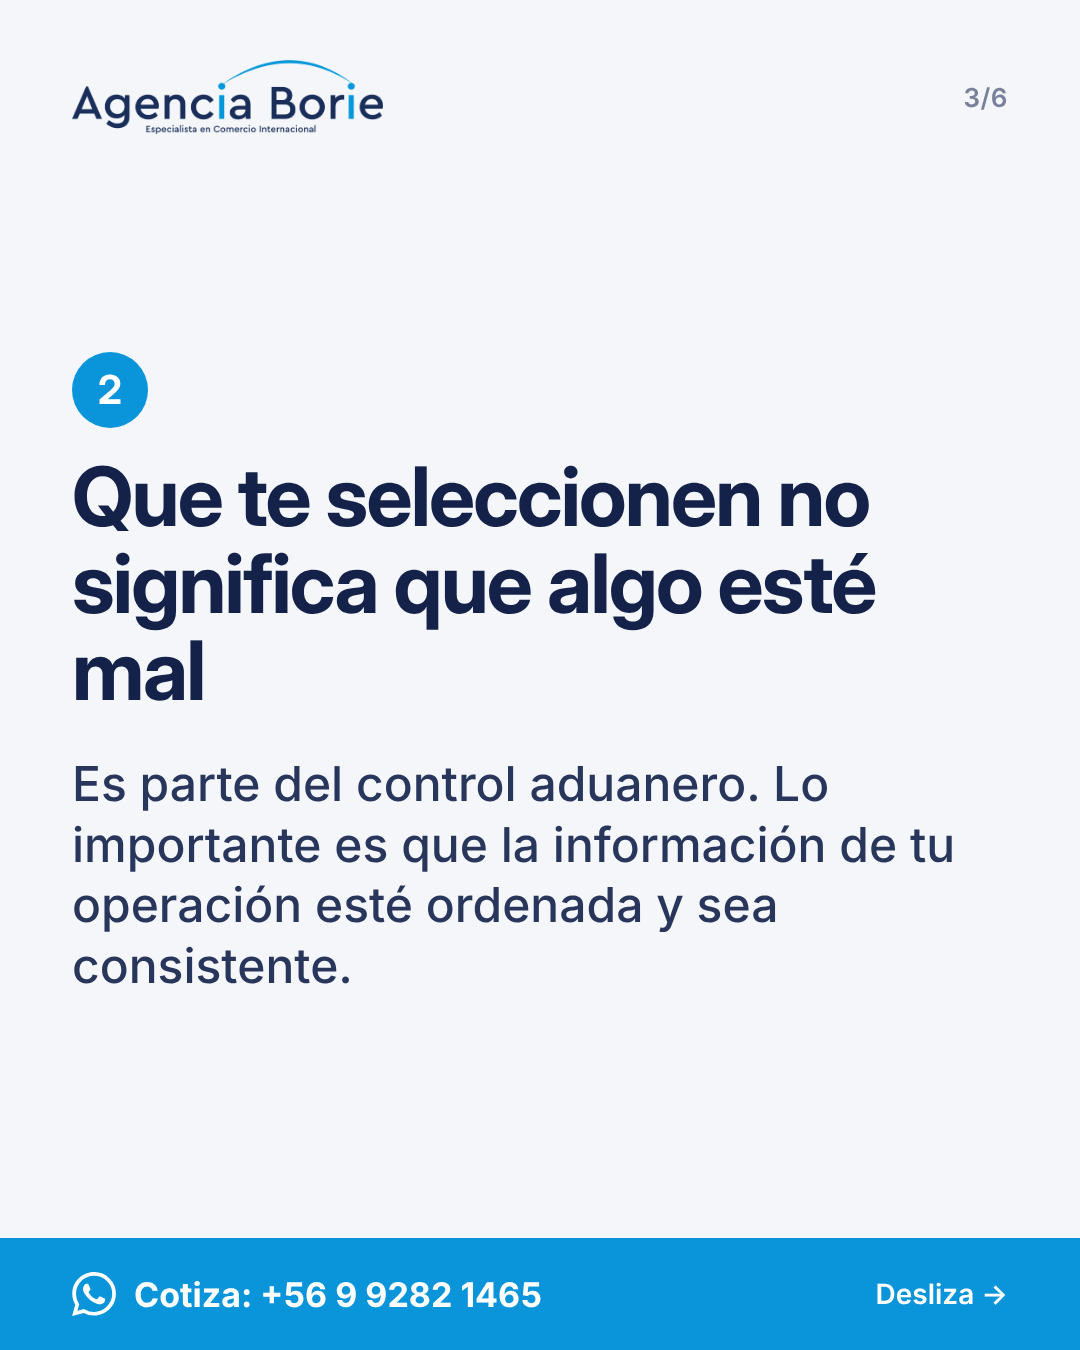 Agencia Borie
Especialista en Comercio Internacional
3/6
2
Que te seleccionen no
significa que algo esté
mal
Es parte del control aduanero. Lo
importante es que la información de tu
operación esté ordenada y sea
consistente.
Cotiza: +56 9 9282 1465
Desliza →